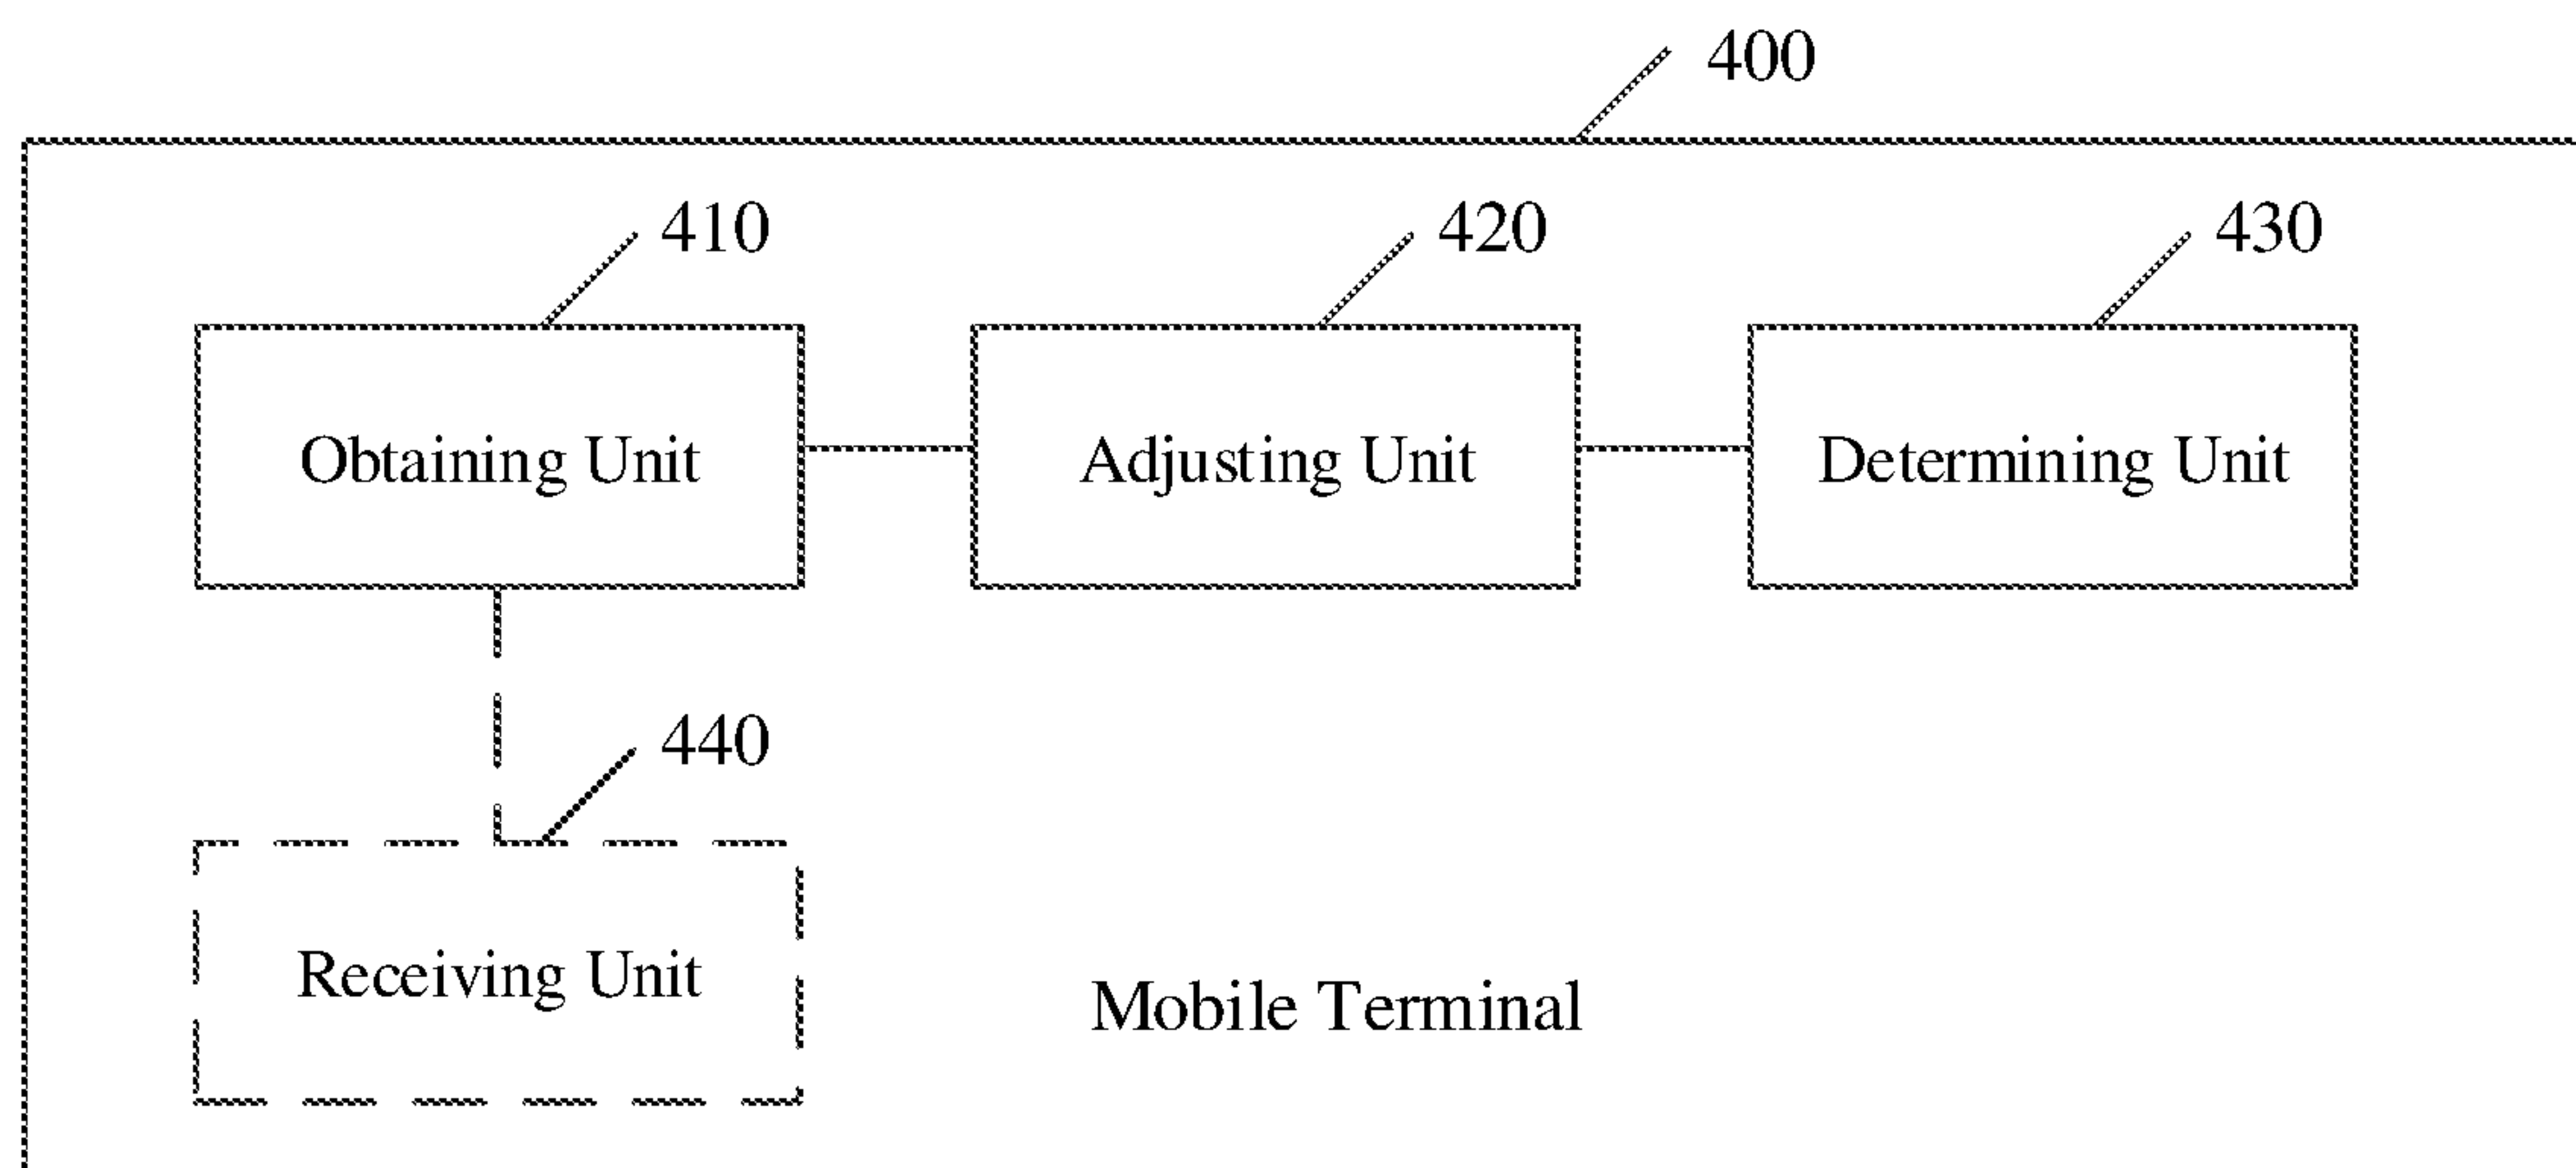 400
410
420
430
Obtaining Unit
Adjusting Unit
Determining Unit
440
Receiving Unit
Mobile Terminal